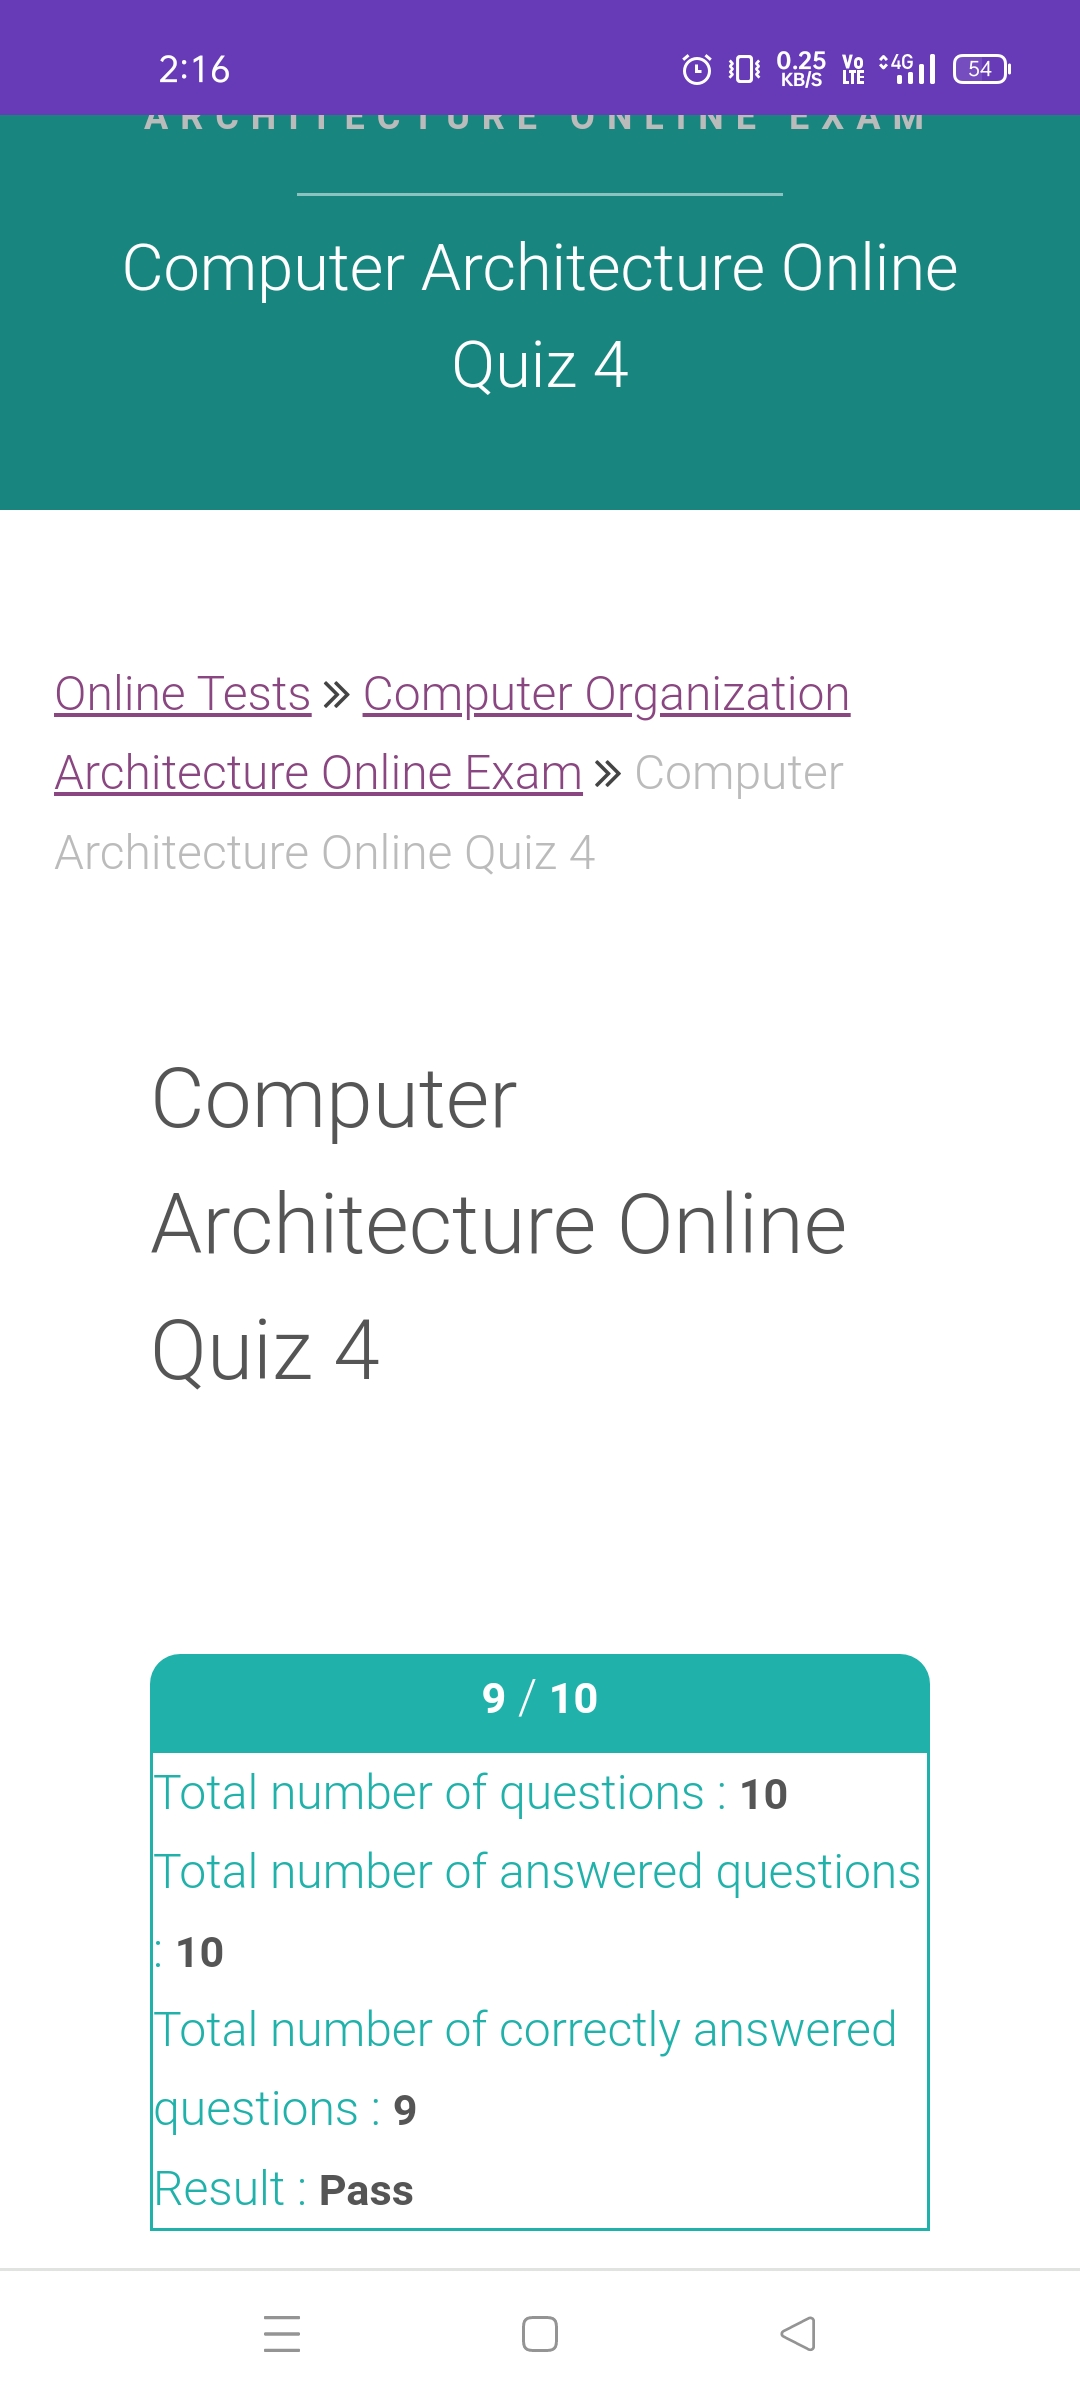 2:16
0.25
KB/S
Vo
LTE
4G
54
ARCHITECTURE ONLINE EXAM
Computer Architecture Online
Quiz 4
Online Tests » Computer Organization
Architecture Online Exam » Computer
Architecture Online Quiz 4
Computer
Architecture Online
Quiz 4
9 / 10
Total number of questions : 10
Total number of answered questions
: 10
Total number of correctly answered
questions : 9
Result : Pass